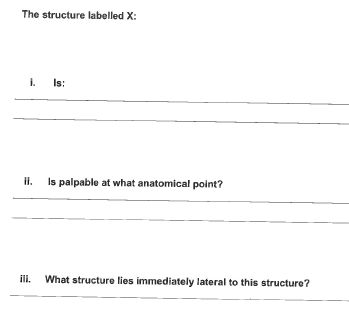 The structure labelled X:
i. Is:
ii. Is palpable at what anatomical point?
iii. What structure lies immediately lateral to this structure?